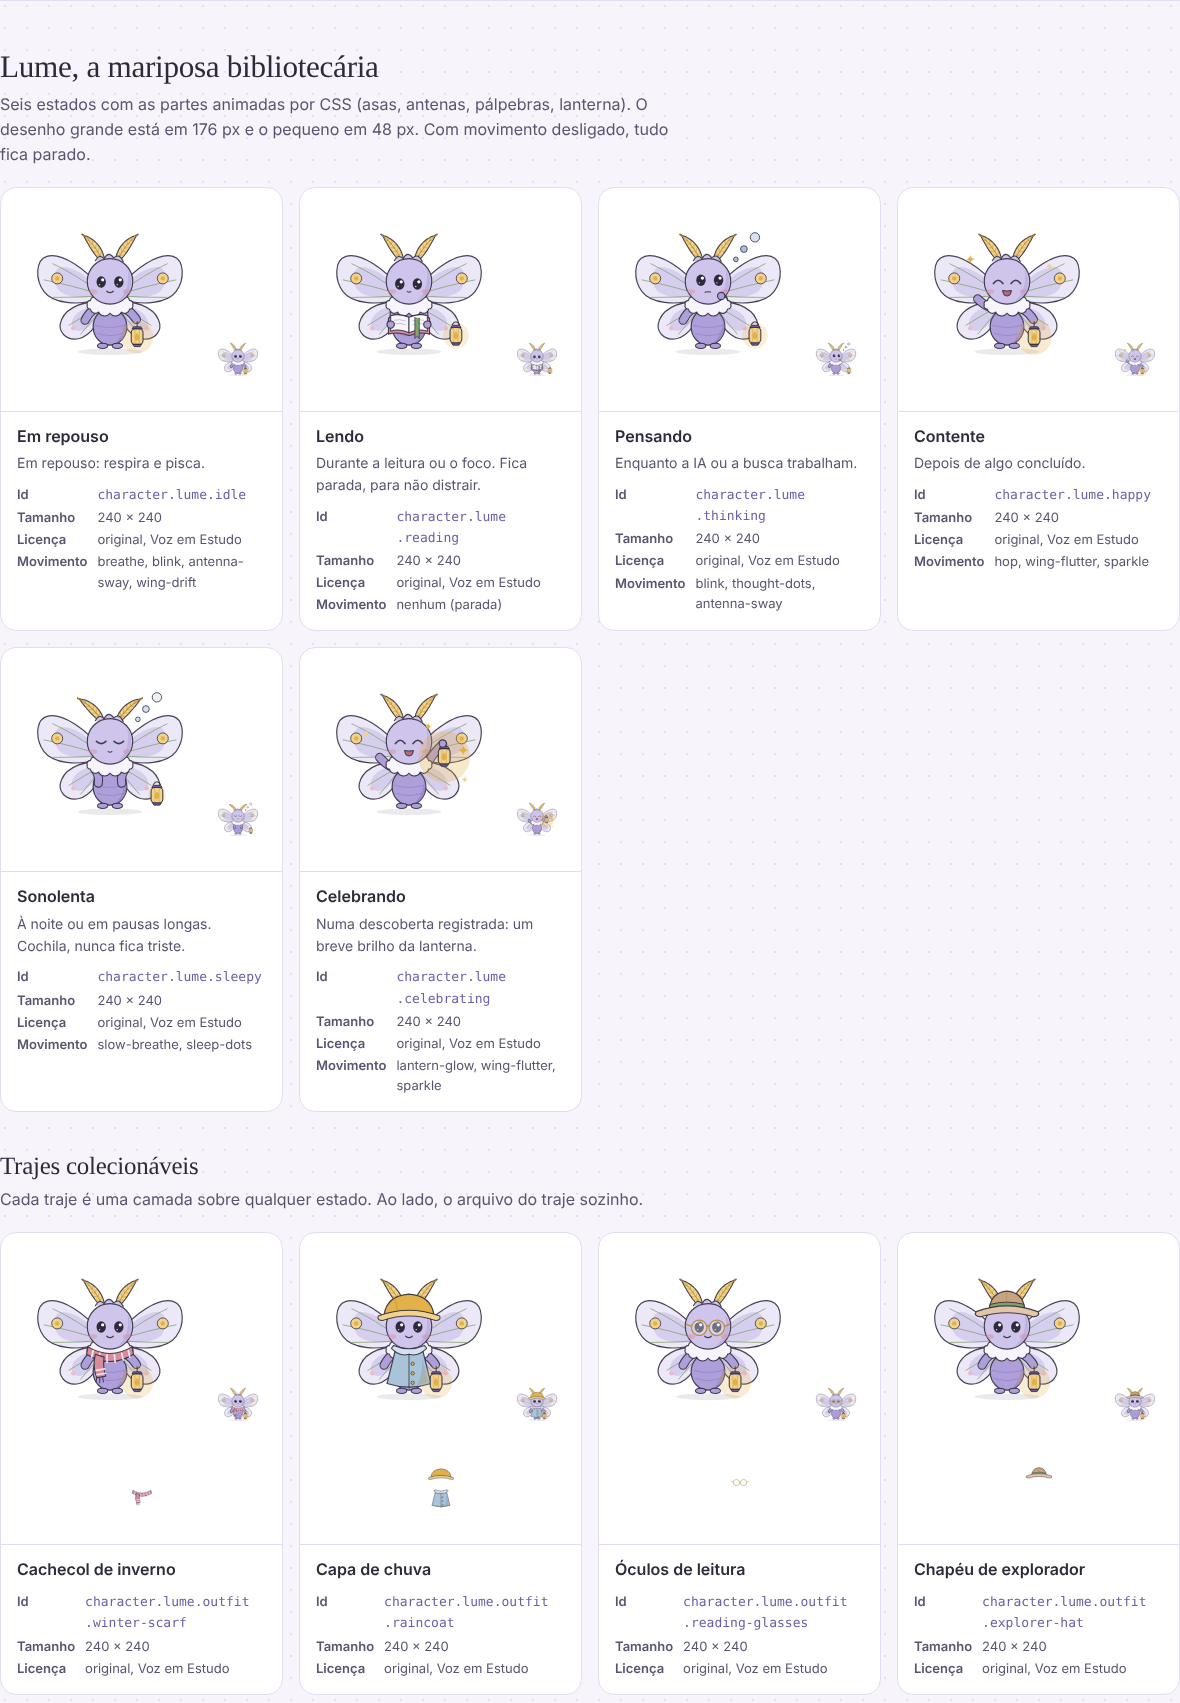 Lume, a mariposa bibliotecária
Seis estados com as partes animadas por CSS (asas, antenas, pálpebras, lanterna). O
desenho grande está em 176 px e o pequeno em 48 px. Com movimento desligado, tudo
fica parado.
Em repouso
Em repouso: respira e pisca.
Id character.lume.idle
Tamanho 240 × 240
Licença original, Voz em Estudo
Movimento breathe, blink, antenna-
sway, wing-drift
Lendo
Durante a leitura ou o foco. Fica
parada, para não distrair.
Id character.lume
.reading
Tamanho 240 × 240
Licença original, Voz em Estudo
Movimento nenhum (parada)
Pensando
Enquanto a IA ou a busca trabalham.
Id character.lume
.thinking
Tamanho 240 × 240
Licença original, Voz em Estudo
Movimento blink, thought-dots,
antenna-sway
Contente
Depois de algo concluído.
Id character.lume.happy
Tamanho 240 × 240
Licença original, Voz em Estudo
Movimento hop, wing-flutter, sparkle
Sonolenta
À noite ou em pausas longas.
Cochila, nunca fica triste.
Id character.lume.sleepy
Tamanho 240 × 240
Licença original, Voz em Estudo
Movimento slow-breathe, sleep-dots
Celebrando
Numa descoberta registrada: um
breve brilho da lanterna.
Id character.lume
.celebrating
Tamanho 240 × 240
Licença original, Voz em Estudo
Movimento lantern-glow, wing-flutter,
sparkle
Trajes colecionáveis
Cada traje é uma camada sobre qualquer estado. Ao lado, o arquivo do traje sozinho.
Cachecol de inverno
Id character.lume.outfit
.winter-scarf
Tamanho 240 × 240
Licença original, Voz em Estudo
Capa de chuva
Id character.lume.outfit
.raincoat
Tamanho 240 × 240
Licença original, Voz em Estudo
Óculos de leitura
Id character.lume.outfit
.reading-glasses
Tamanho 240 × 240
Licença original, Voz em Estudo
Chapéu de explorador
Id character.lume.outfit
.explorer-hat
Tamanho 240 × 240
Licença original, Voz em Estudo